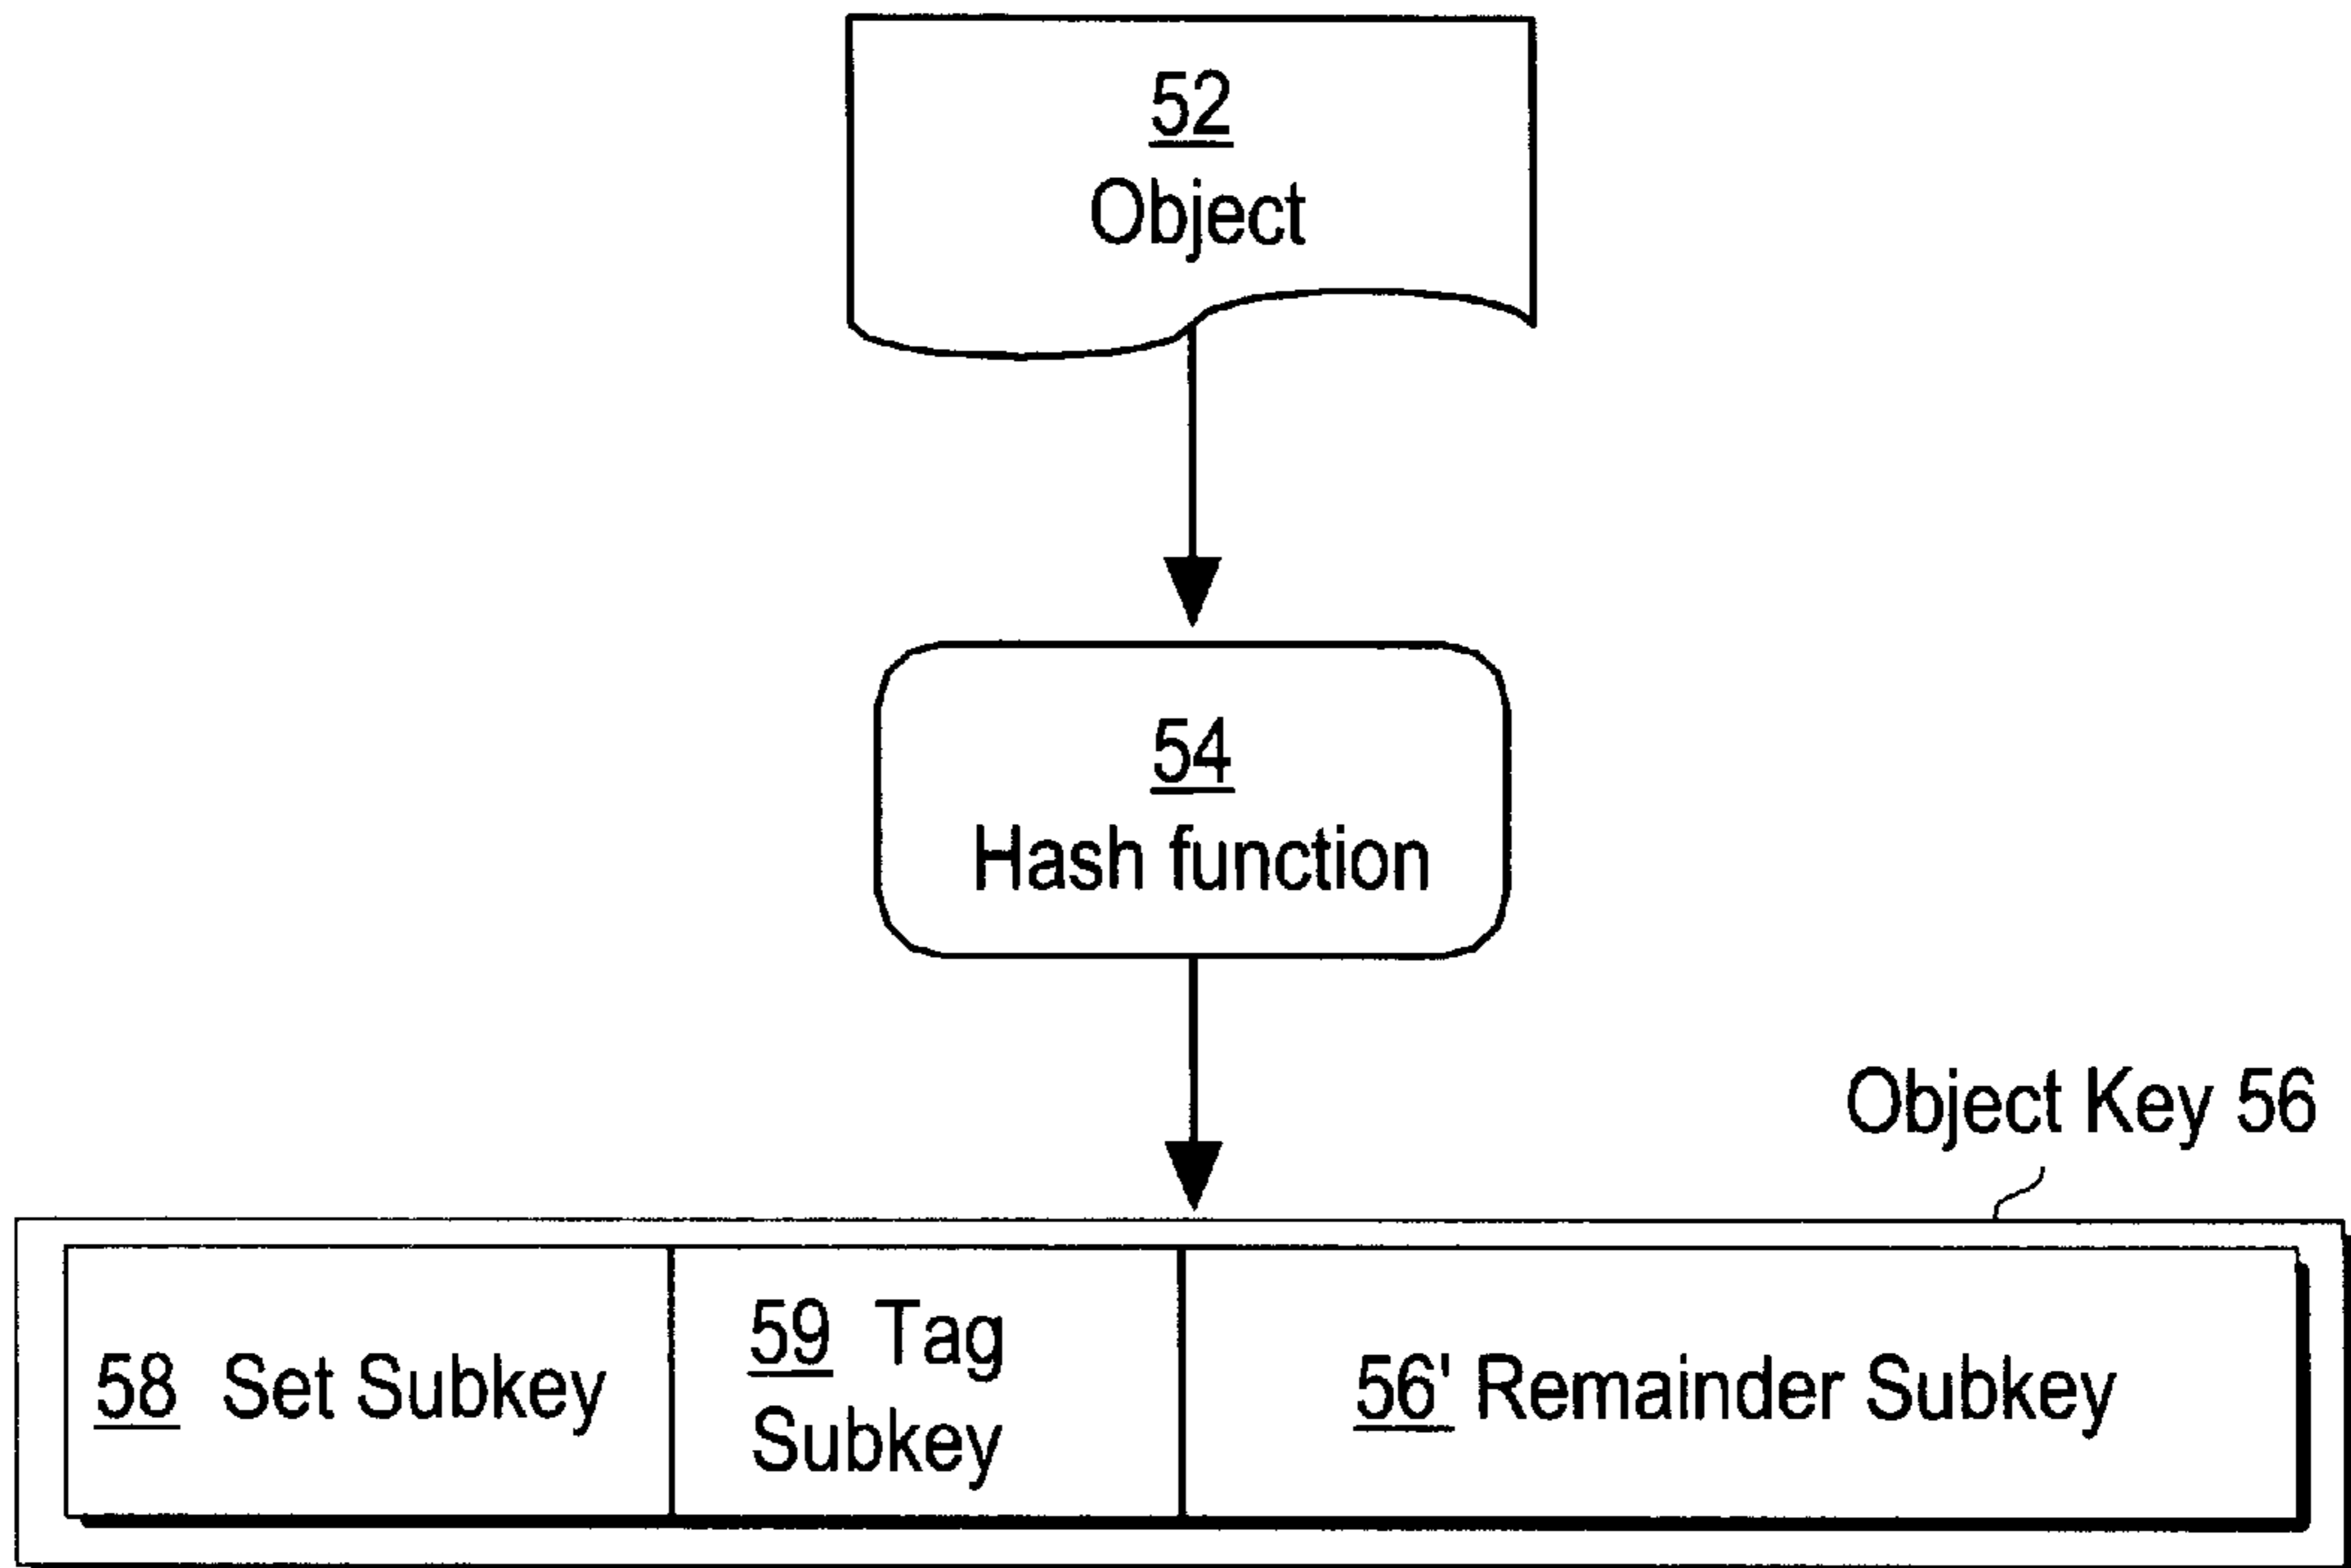 52
Object
54
Hash function
Object Key 56
58 Set Subkey
59 Tag
Subkey
56' Remainder Subkey